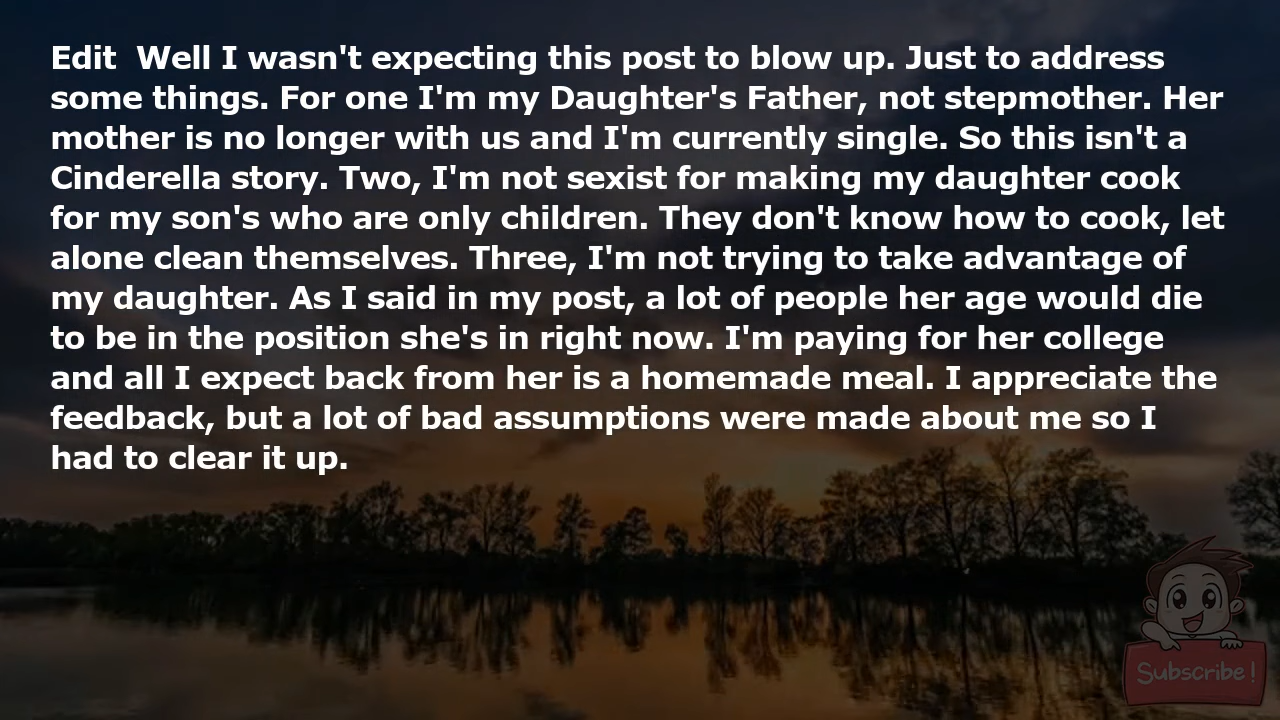 Edit  Well I wasn't expecting this post to blow up. Just to address
some things. For one I'm my Daughter's Father, not stepmother. Her
mother is no longer with us and I'm currently single. So this isn't a
Cinderella story. Two, I'm not sexist for making my daughter cook
for my son's who are only children. They don't know how to cook, let
alone clean themselves. Three, I'm not trying to take advantage of
my daughter. As I said in my post, a lot of people her age would die
to be in the position she's in right now. I'm paying for her college
and all I expect back from her is a homemade meal. I appreciate the
feedback, but a lot of bad assumptions were made about me so I
had to clear it up.
Subscribe!